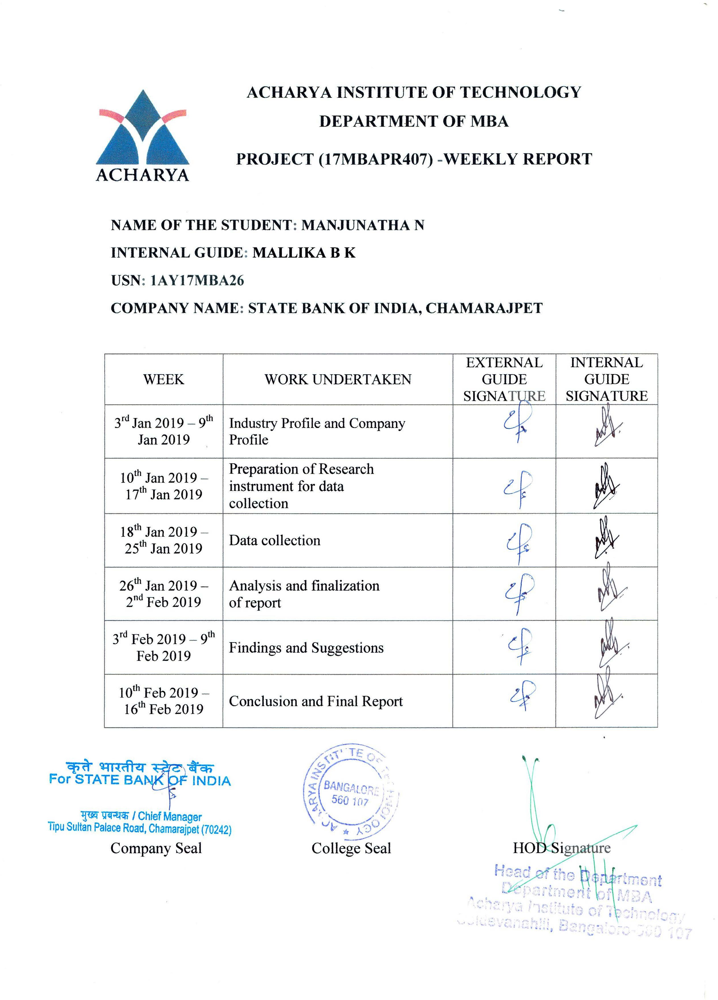 ACHARYA INSTITUTE OF TECHNOLOGY
DEPARTMENT OF MBA
PROJECT (17MBAPR407) -WEEKLY REPORT
ACHARYA
NAME OF THE STUDENT: MANJUNATHA N
INTERNAL GUIDE: MALLIKA B K
USN: 1AY17MBA26
COMPANY NAME: STATE BANK OF INDIA, CHAMARAJPET
WEEK
WORK UNDERTAKEN
EXTERNAL
GUIDE
SIGNATURE
INTERNAL
GUIDE
SIGNATURE
3rd Jan 2019 – 9th
Jan 2019
Industry Profile and Company
Profile
10th Jan 2019 –
17th Jan 2019
Preparation of Research
instrument for data
collection
18th Jan 2019 –
25th Jan 2019
Data collection
26th Jan 2019 –
2nd Feb 2019
Analysis and finalization
of report
3rd Feb 2019 – 9th
Feb 2019
Findings and Suggestions
10th Feb 2019 –
16th Feb 2019
Conclusion and Final Report
कृते भारतीय स्टेट बैंक
For STATE BANK OF INDIA
मुख्य प्रबन्धक / Chief Manager
Tipu Sultan Palace Road, Chamarajpet (70242)
Company Seal
ACHARYA INSTITUTE OF TECHNOLOGY
BANGALORE
560 107
College Seal
HOD Signature
Head of the Department
Department of MBA
Acharya Institute of Technology
Bangalore-560 107